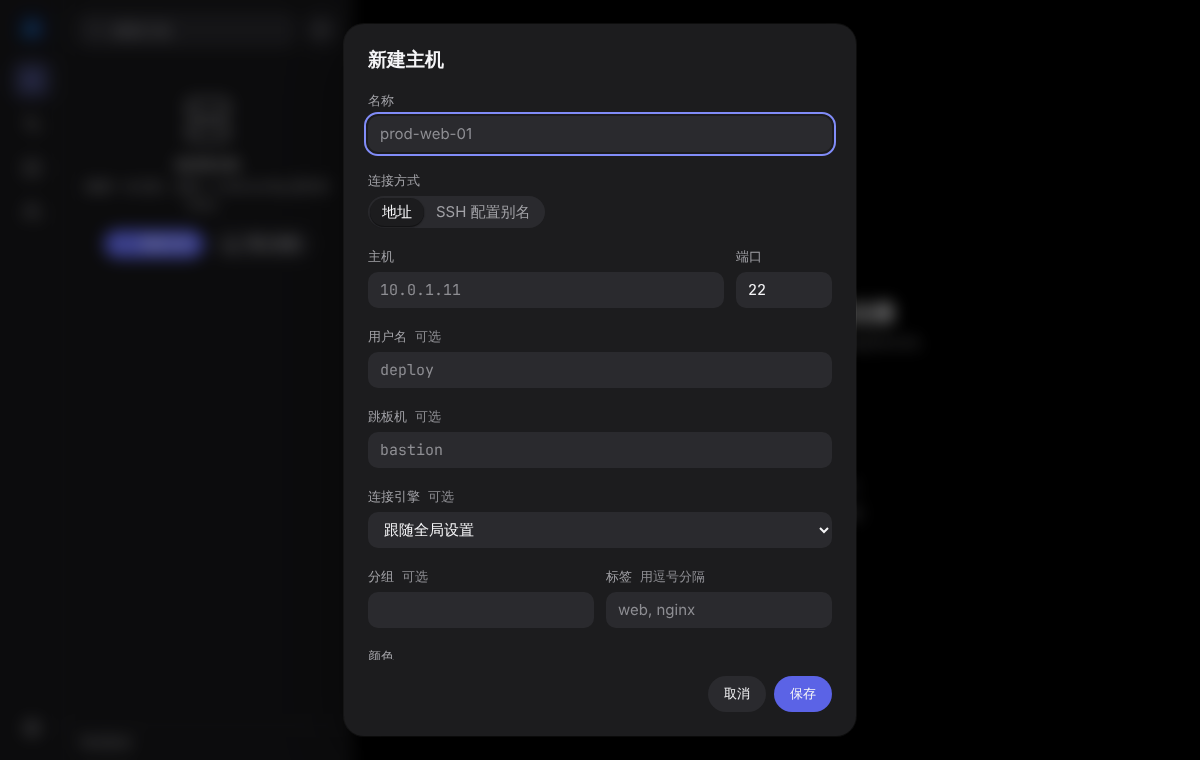 新建主机
名称
prod-web-01
连接方式
地址 SSH 配置别名
主机 端口
10.0.1.11 22
用户名 可选
deploy
跳板机 可选
bastion
连接引擎 可选
跟随全局设置
分组 可选 标签 用逗号分隔
web, nginx
颜色
取消 保存